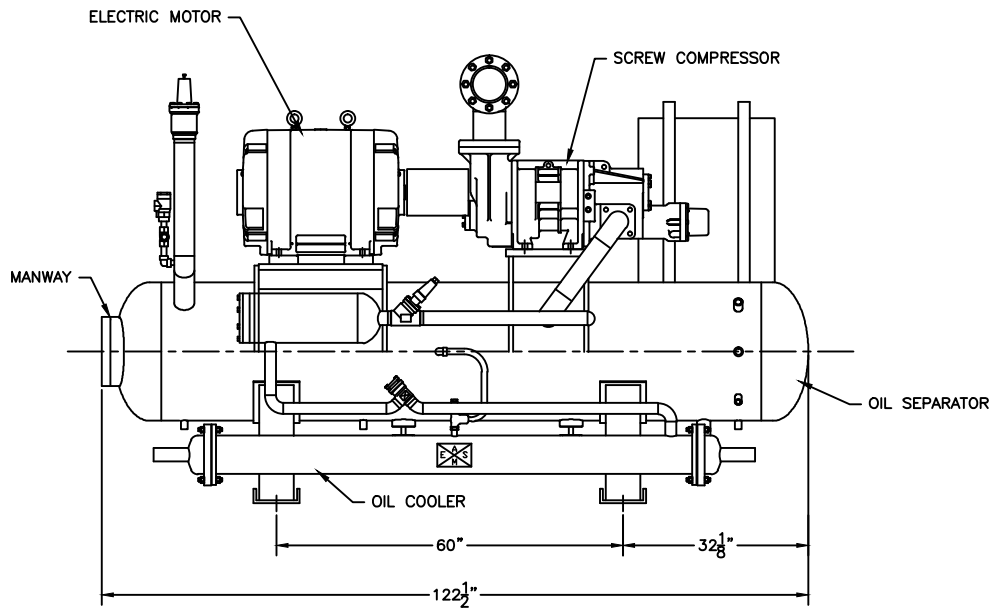 ELECTRIC MOTOR
SCREW COMPRESSOR
MANWAY
OIL SEPARATOR
E A S M
OIL COOLER
60"
32 1/8"
122 1/2"